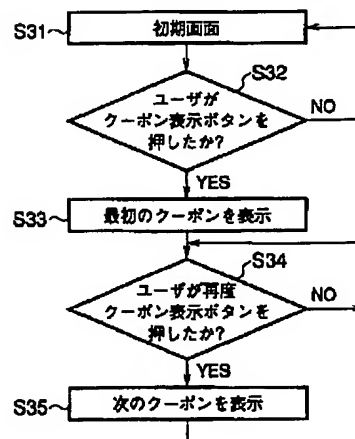 S31
初期画面
S32
ユーザが
クーポン表示ボタンを
押したか?
NO
YES
S33
最初のクーポンを表示
S34
ユーザが再度
クーポン表示ボタンを
押したか?
NO
YES
S35
次のクーポンを表示